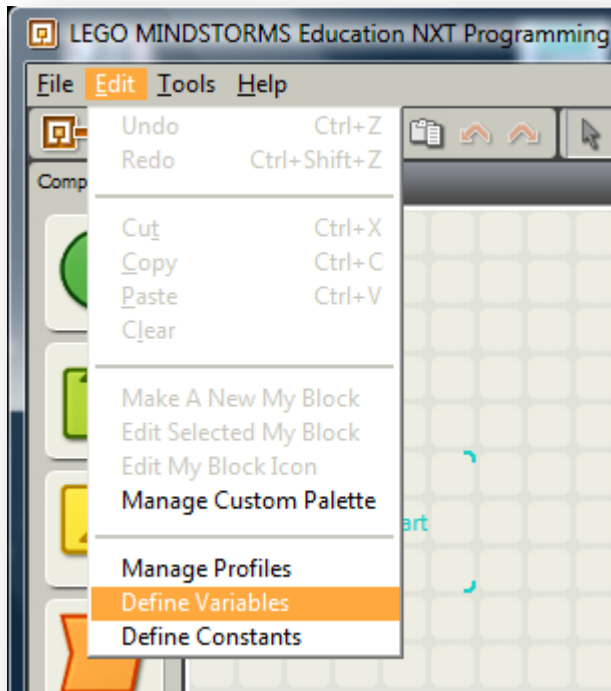 LEGO MINDSTORMS Education NXT Programming
File Edit Tools Help
Comp
Undo Ctrl+Z
Redo Ctrl+Shift+Z
Cut Ctrl+X
Copy Ctrl+C
Paste Ctrl+V
Clear
Make A New My Block
Edit Selected My Block
Edit My Block Icon
Manage Custom Palette
art
Manage Profiles
Define Variables
Define Constants